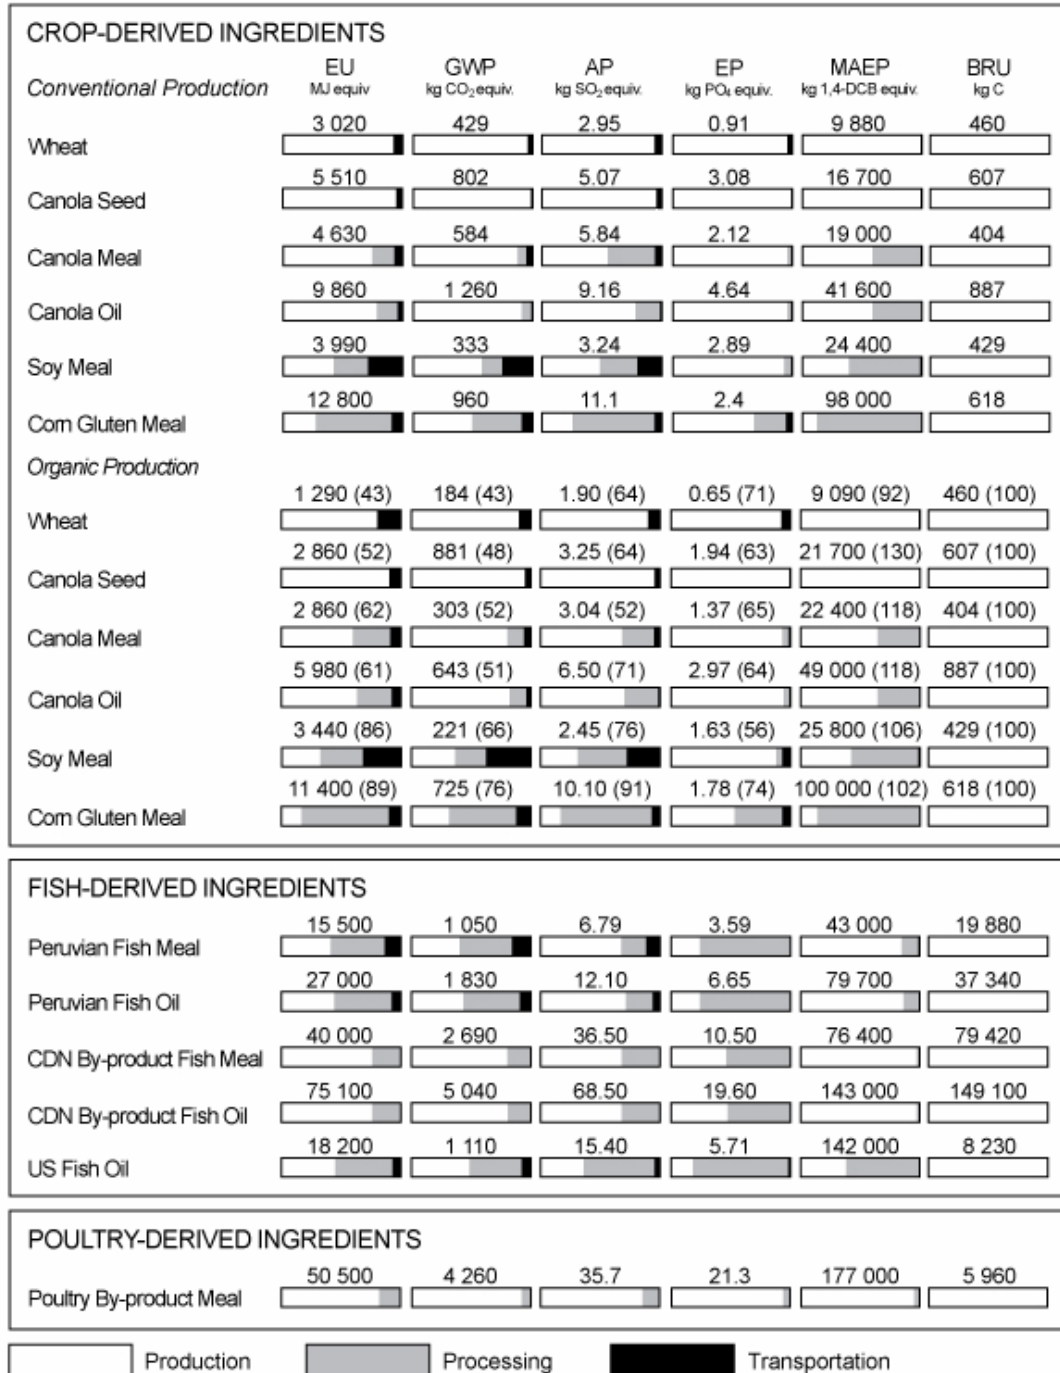 CROP-DERIVED INGREDIENTS
EU GWP AP EP MAEP BRU
Conventional Production MJ equiv kg CO₂ equiv. kg SO₂ equiv. kg PO₄ equiv. kg 1,4-DCB equiv. kg C
3 020 429 2.95 0.91 9 880 460
Wheat
5 510 802 5.07 3.08 16 700 607
Canola Seed
4 630 584 5.84 2.12 19 000 404
Canola Meal
9 860 1 260 9.16 4.64 41 600 887
Canola Oil
3 990 333 3.24 2.89 24 400 429
Soy Meal
12 800 960 11.1 2.4 98 000 618
Corn Gluten Meal
Organic Production
1 290 (43) 184 (43) 1.90 (64) 0.65 (71) 9 090 (92) 460 (100)
Wheat
2 860 (52) 881 (48) 3.25 (64) 1.94 (63) 21 700 (130) 607 (100)
Canola Seed
2 860 (62) 303 (52) 3.04 (52) 1.37 (65) 22 400 (118) 404 (100)
Canola Meal
5 980 (61) 643 (51) 6.50 (71) 2.97 (64) 49 000 (118) 887 (100)
Canola Oil
3 440 (86) 221 (66) 2.45 (76) 1.63 (56) 25 800 (106) 429 (100)
Soy Meal
11 400 (89) 725 (76) 10.10 (91) 1.78 (74) 100 000 (102) 618 (100)
Corn Gluten Meal
FISH-DERIVED INGREDIENTS
15 500 1 050 6.79 3.59 43 000 19 880
Peruvian Fish Meal
27 000 1 830 12.10 6.65 79 700 37 340
Peruvian Fish Oil
40 000 2 690 36.50 10.50 76 400 79 420
CDN By-product Fish Meal
75 100 5 040 68.50 19.60 143 000 149 100
CDN By-product Fish Oil
18 200 1 110 15.40 5.71 142 000 8 230
US Fish Oil
POULTRY-DERIVED INGREDIENTS
50 500 4 260 35.7 21.3 177 000 5 960
Poultry By-product Meal
Production Processing Transportation